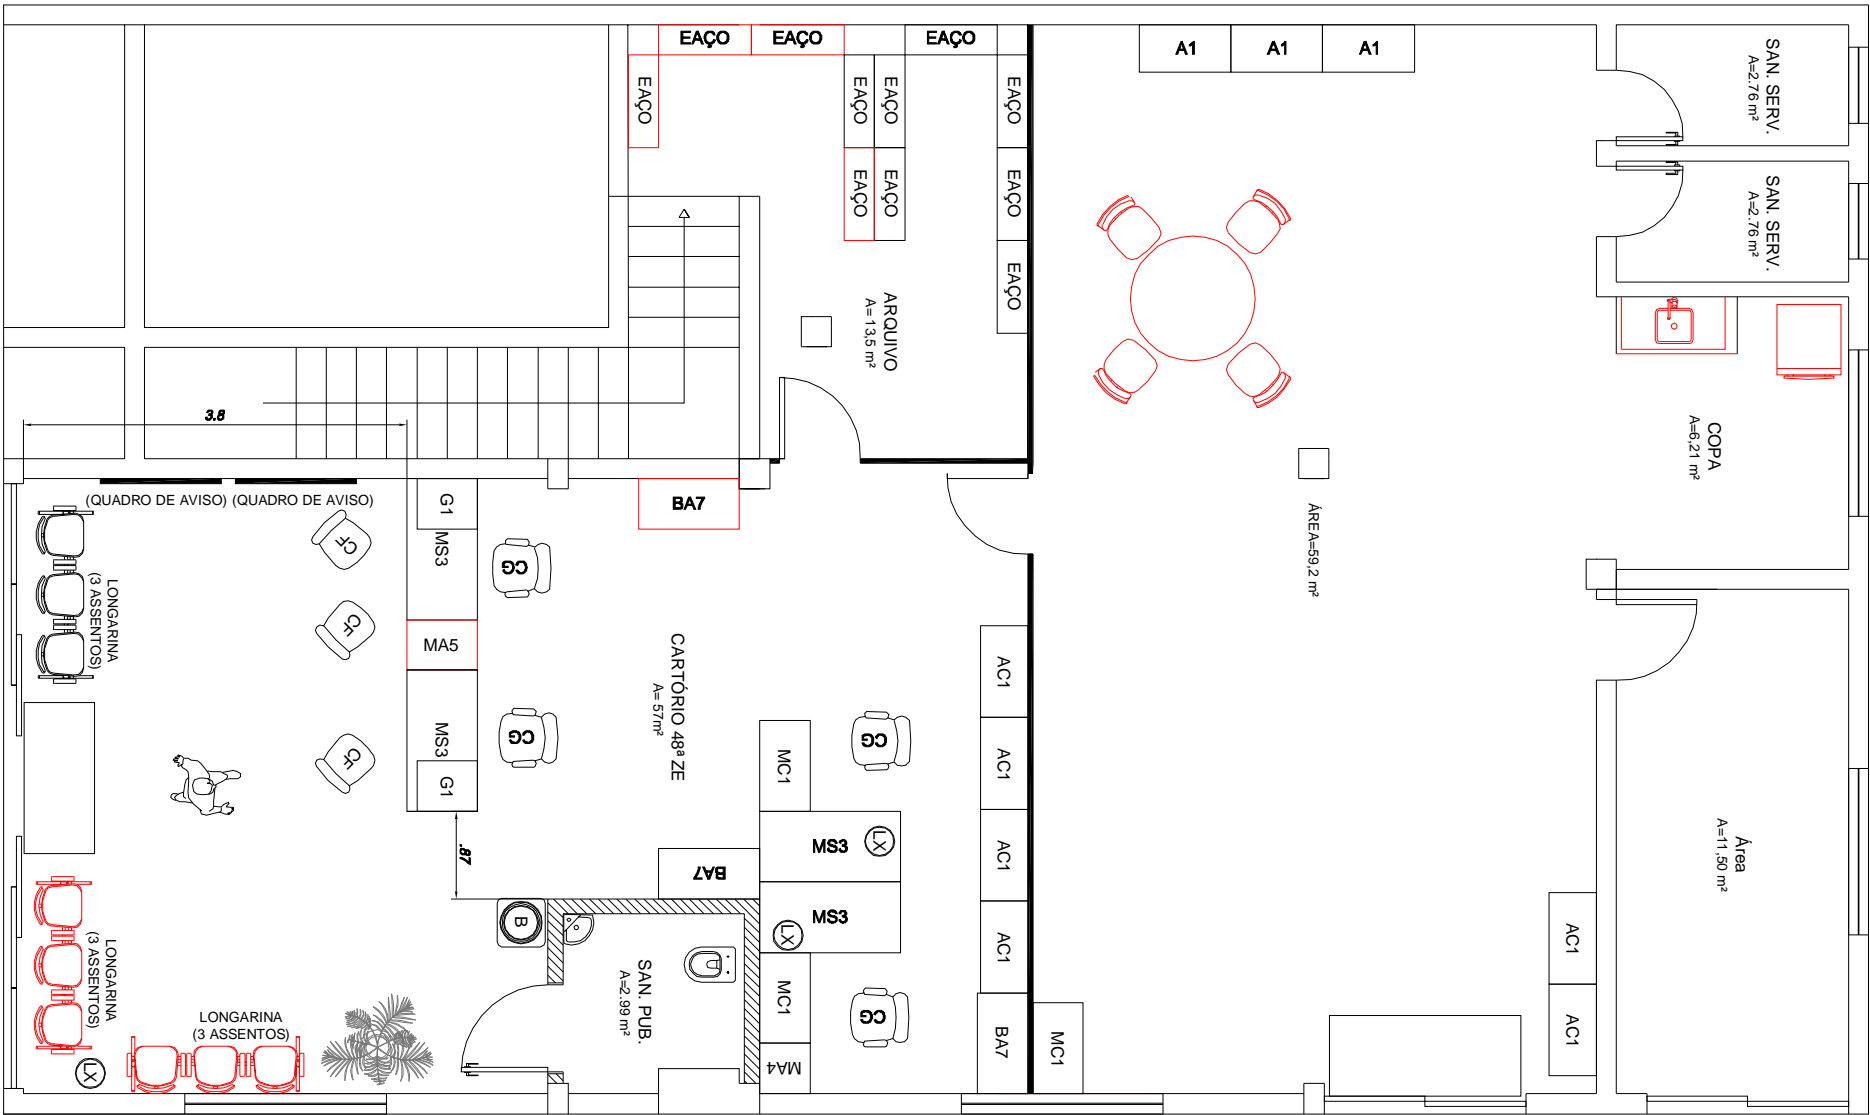 EAÇO
EAÇO
EAÇO
A1
A1
A1
SAN. SERV.
A=2.76 m²
EAÇO
EAÇO
EAÇO
EAÇO
EAÇO
EAÇO
EAÇO
SAN. SERV.
A=2.76 m²
EAÇO
ARQUIVO
A= 13,5 m²
3.8
COPA
A=6,21 m²
(QUADRO DE AVISO)
(QUADRO DE AVISO)
G1
BA7
MS3
CF
CG
ÁREA=59,2 m²
LONGARINA
(3 ASSENTOS)
CF
MA5
CARTÓRIO 48ª ZE
A= 57m²
AC1
MS3
CF
CG
CG
MC1
AC1
G1
.87
MS3
LX
BA7
AC1
Área
A=11,50 m²
B
MS3
LX
AC1
AC1
LONGARINA
(3 ASSENTOS)
SAN. PUB.
A=2.99 m²
MC1
CG
LONGARINA
(3 ASSENTOS)
BA7
MC1
AC1
LX
MA4